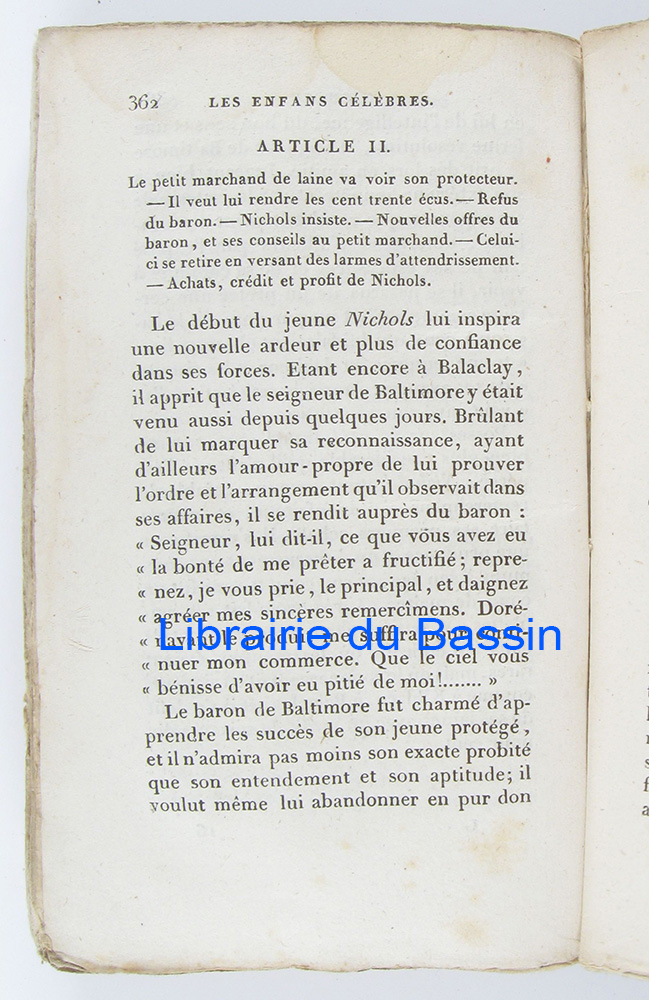 362 LES ENFANS CÉLÈBRES.
ARTICLE II.
Le petit marchand de laine va voir son protecteur.
— Il veut lui rendre les cent trente écus. — Refus
du baron. — Nichols insiste. — Nouvelles offres du
baron, et ses conseils au petit marchand. — Celui-
ci se retire en versant des larmes d'attendrissement.
— Achats, crédit et profit de Nichols.
Le début du jeune Nichols lui inspira
une nouvelle ardeur et plus de confiance
dans ses forces. Etant encore à Balaclay,
il apprit que le seigneur de Baltimore y était
venu aussi depuis quelques jours. Brûlant
de lui marquer sa reconnaissance, ayant
d'ailleurs l'amour-propre de lui prouver
l'ordre et l'arrangement qu'il observait dans
ses affaires, il se rendit auprès du baron :
« Seigneur, lui dit-il, ce que vous avez eu
« la bonté de me prêter a fructifié; repre-
« nez, je vous prie, le principal, et daignez
« agréer mes sincères remercîmens. Doré-
« navant le produit me suffira pour conti-
Librairie du Bassin
« nuer mon commerce. Que le ciel vous
« bénisse d'avoir eu pitié de moi!....... »
Le baron de Baltimore fut charmé d'ap-
prendre les succès de son jeune protégé,
et il n'admira pas moins son exacte probité
que son entendement et son aptitude; il
voulut même lui abandonner en pur don